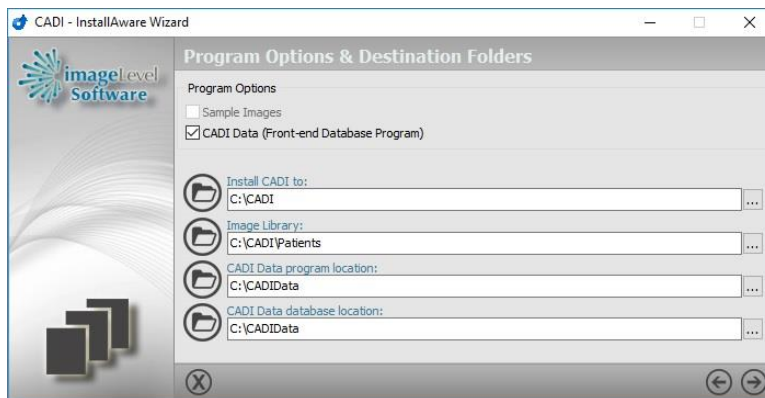 CADI - InstallAware Wizard
imageLevel
Software
Program Options & Destination Folders
Program Options
Sample Images
CADI Data (Front-end Database Program)
Install CADI to:
C:\CADI
...
Image Library:
C:\CADI\Patients
...
CADI Data program location:
C:\CADIData
...
CADI Data database location:
C:\CADIData
...